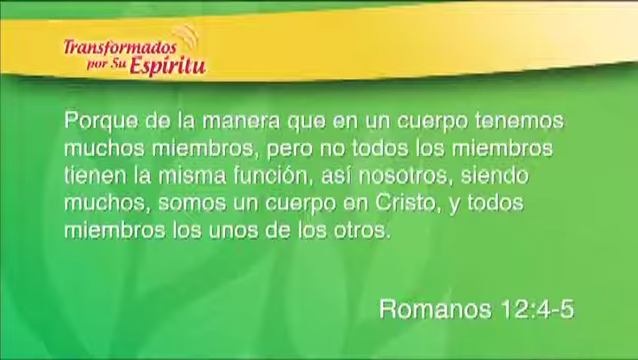 Transformados
por Su Espíritu
Porque de la manera que en un cuerpo tenemos
muchos miembros, pero no todos los miembros
tienen la misma función, así nosotros, siendo
muchos, somos un cuerpo en Cristo, y todos
miembros los unos de los otros.
Romanos 12:4-5